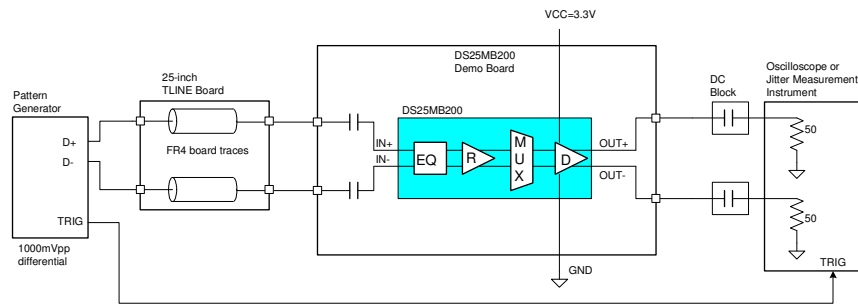 VCC=3.3V
DS25MB200
Demo Board
25-inch
TLINE Board
Oscilloscope or
Jitter Measurement
Instrument
DC
Block
Pattern
Generator
DS25MB200
D+
D-
FR4 board traces
IN+
IN-
EQ
R
M
U
X
D
OUT+
OUT-
50
50
TRIG
1000mVpp
differential
GND
TRIG